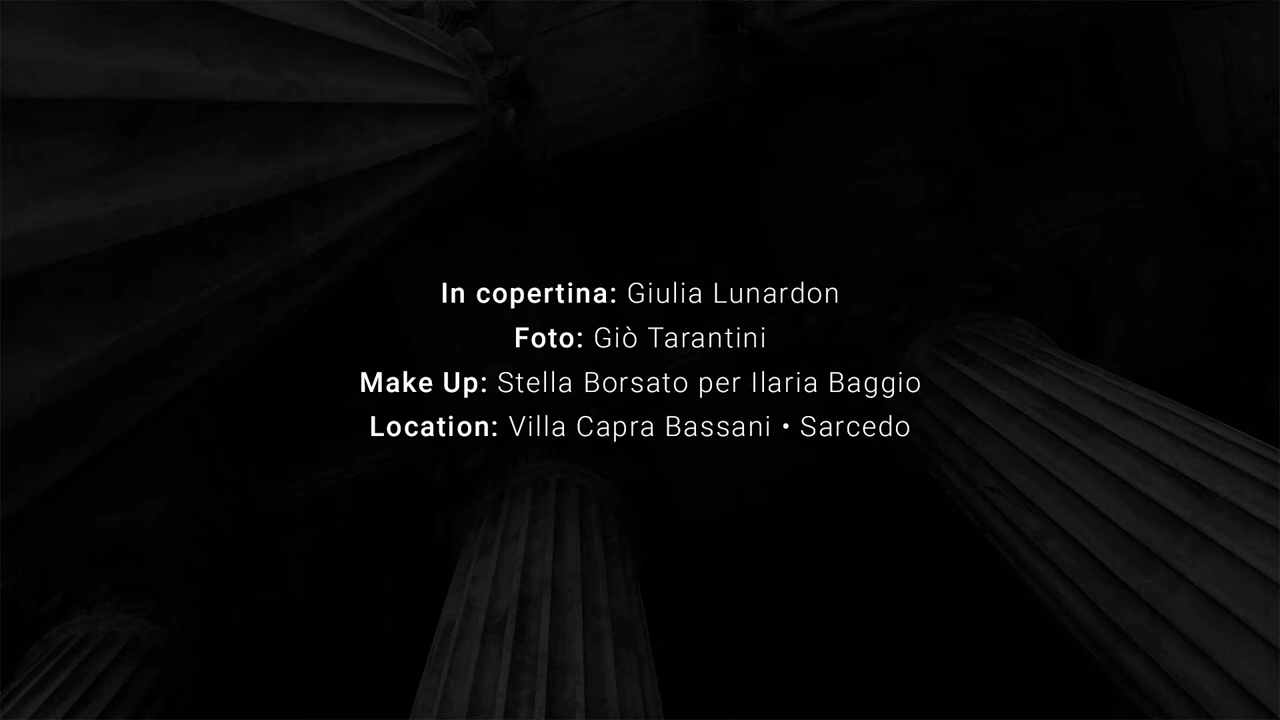 In copertina: Giulia Lunardon
Foto: Giò Tarantini
Make Up: Stella Borsato per Ilaria Baggio
Location: Villa Capra Bassani • Sarcedo